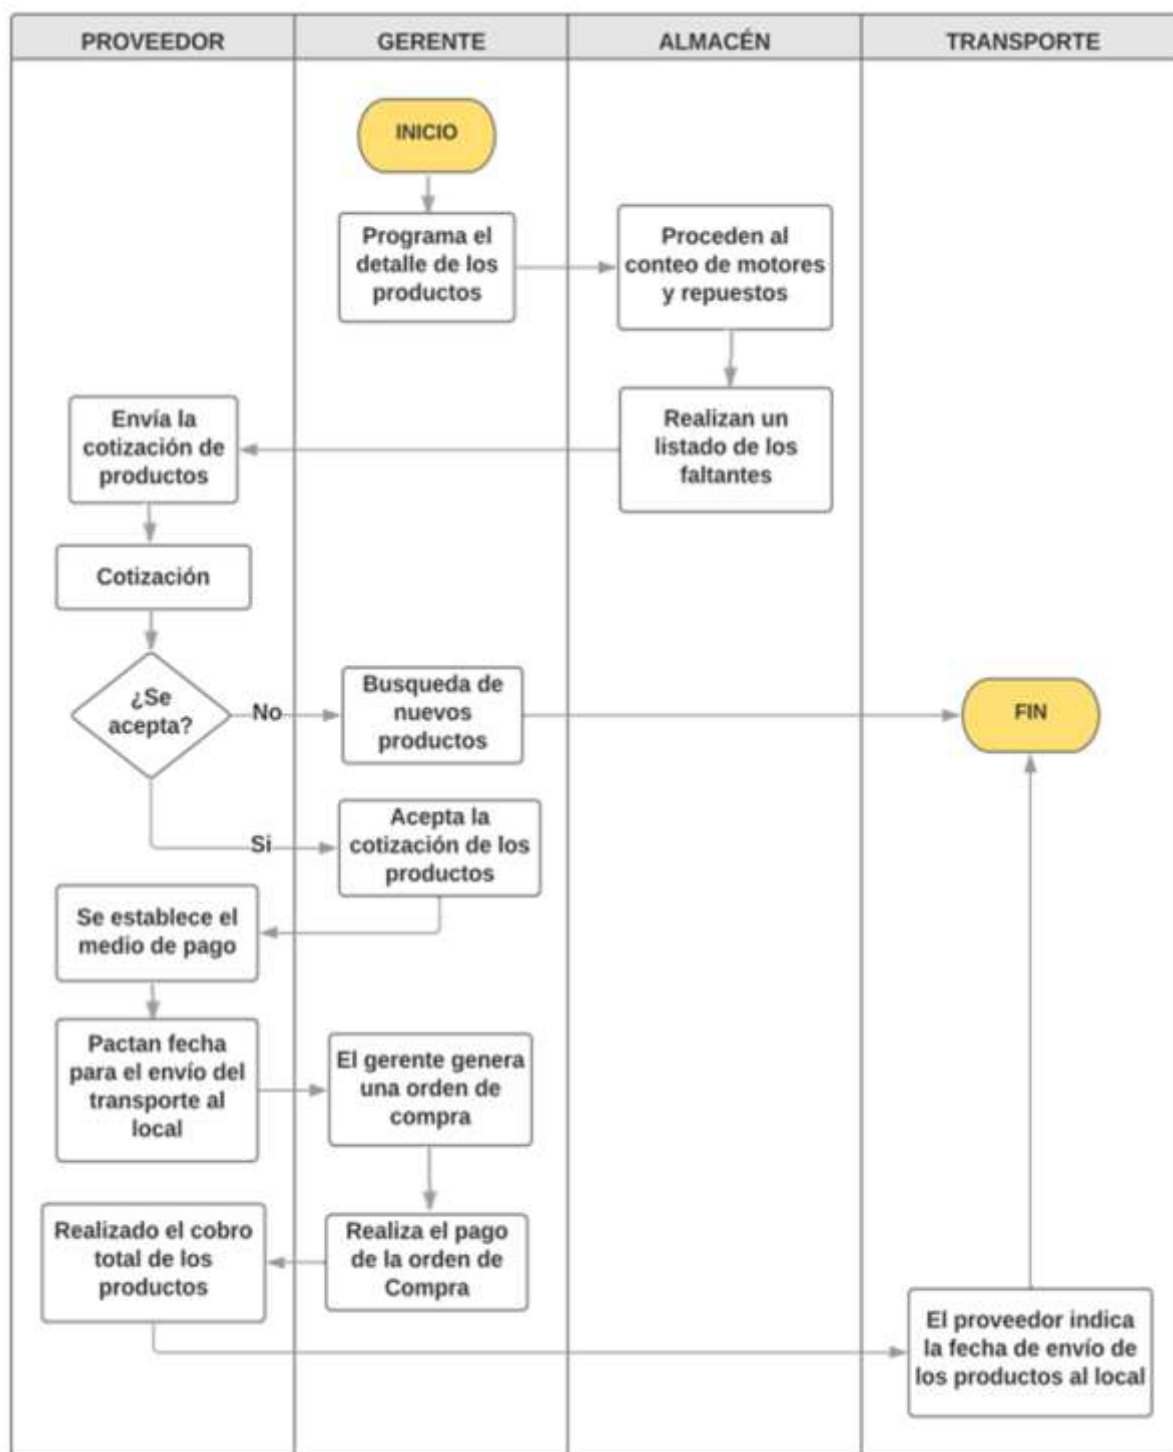 PROVEEDOR
GERENTE
ALMACÉN
TRANSPORTE
INICIO
Programa el
detalle de los
productos
Proceden al
conteo de motores
y repuestos
Realizan un
listado de los
faltantes
Envía la
cotización de
productos
Cotización
¿Se
acepta?
No
Busqueda de
nuevos
productos
FIN
Si
Acepta la
cotización de los
productos
Se establece el
medio de pago
Pactan fecha
para el envío del
transporte al
local
El gerente genera
una orden de
compra
Realiza el pago
de la orden de
Compra
Realizado el cobro
total de los
productos
El proveedor indica
la fecha de envío de
los productos al local